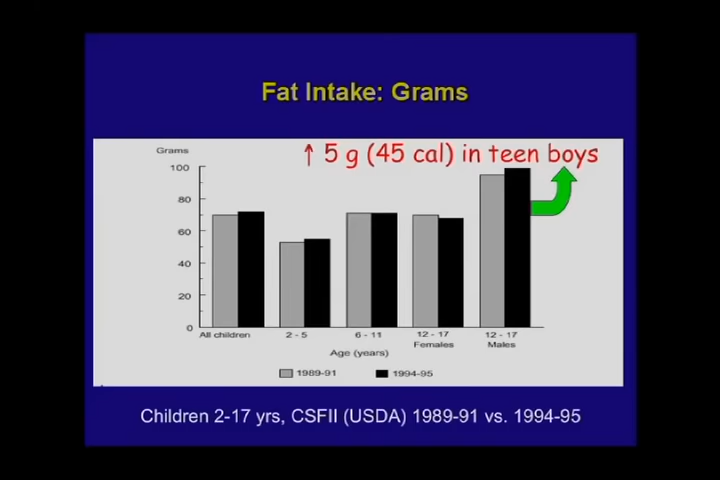 Fat Intake: Grams
Grams
↑ 5 g (45 cal) in teen boys
100
80
60
40
20
0
All children
2 - 5
6 - 11
12 - 17
Females
12 - 17
Males
Age (years)
1989-91
1994-95
Children 2-17 yrs, CSFII (USDA) 1989-91 vs. 1994-95